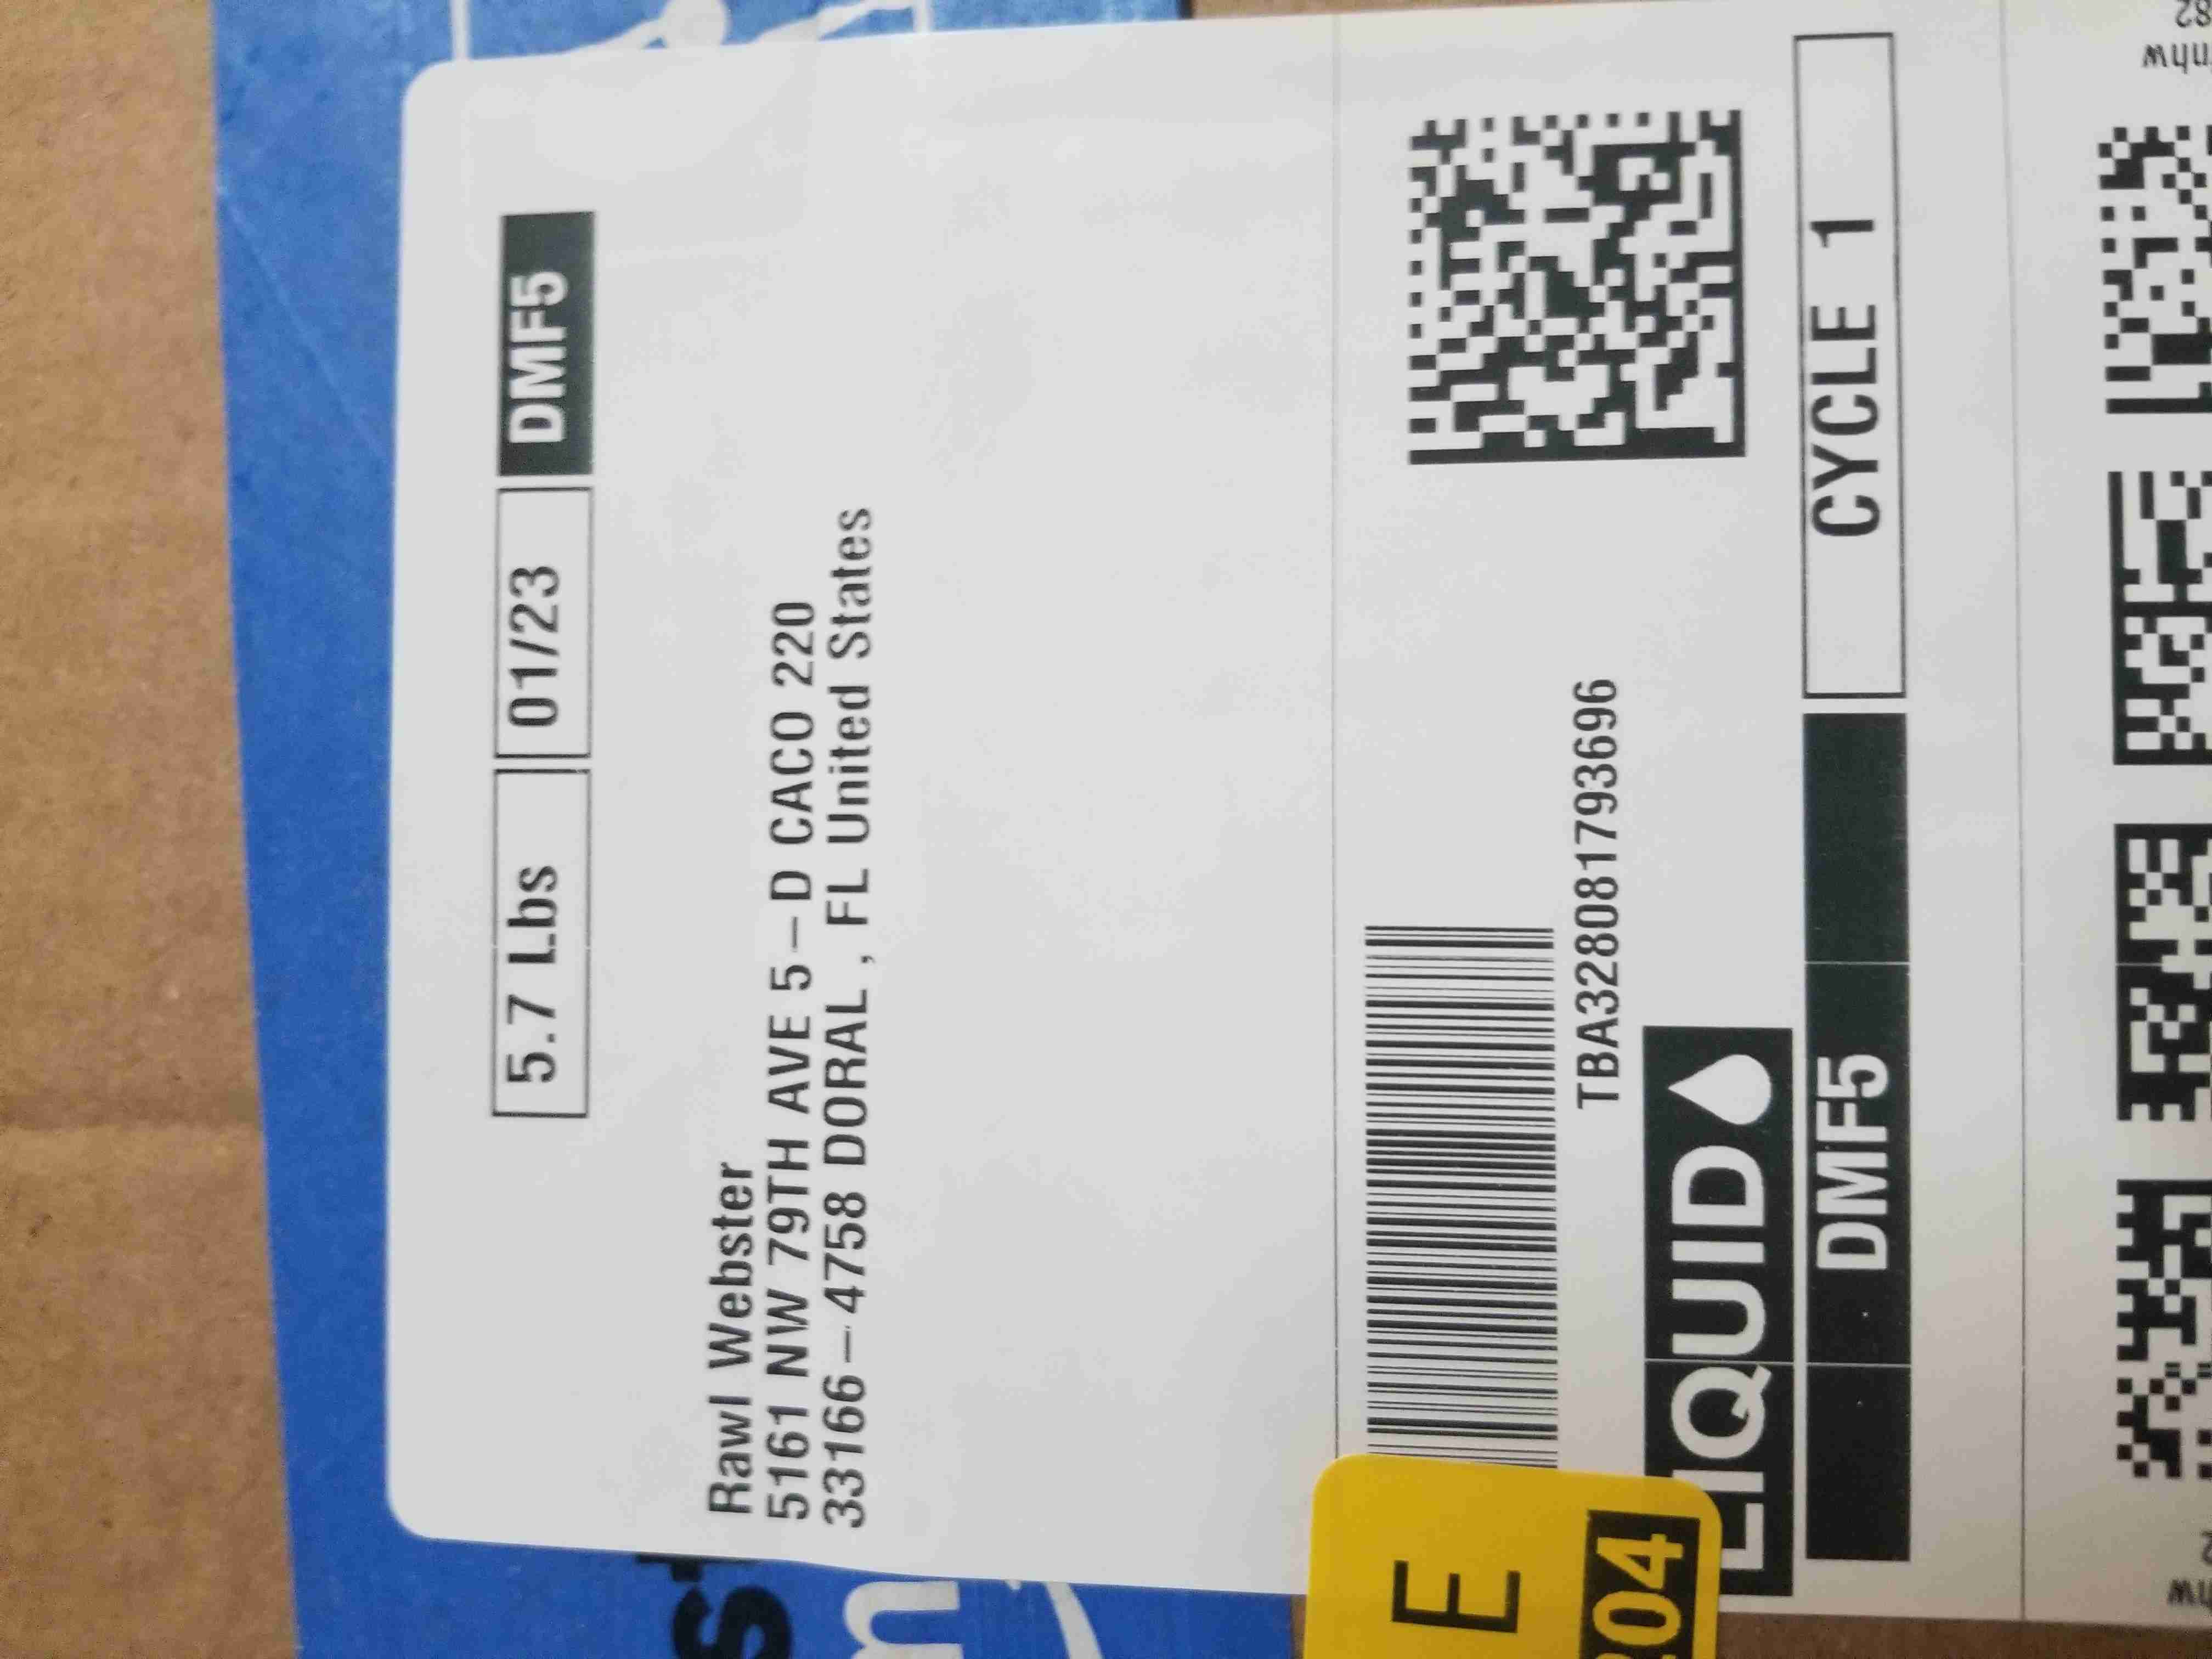 5.7 Lbs 01/23 DMF5
Rawl Webster
5161 NW 79TH AVE 5-D CACO 220
33166-4758 DORAL , FL United States
TBA328081793696
LIQUID
DMF5 CYCLE 1
E
204